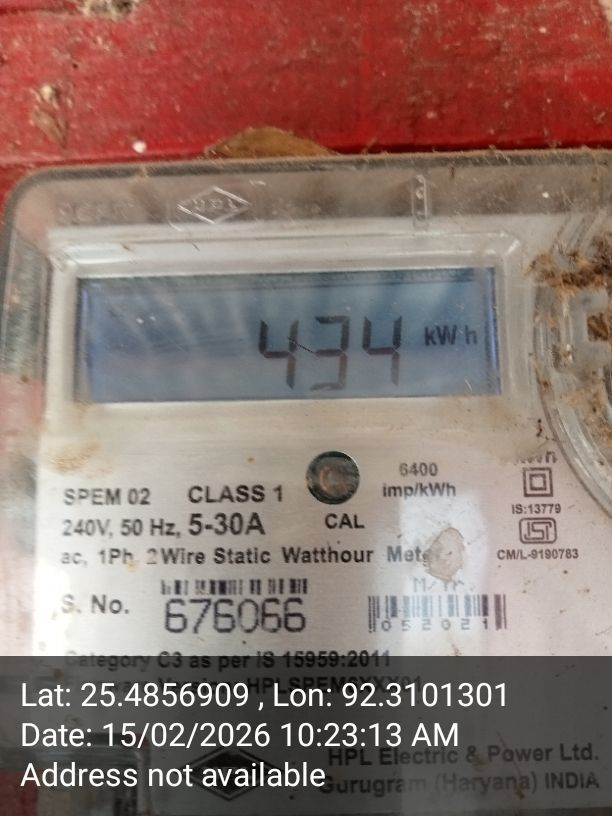 HPL
434 kWh
SPEM 02 CLASS 1
6400
imp/kWh
240V, 50 Hz, 5-30A
CAL
IS:13779
ac, 1Ph, 2Wire Static Watthour
CM/L-9190783
S. No. 676066
052021
Category C3 as per IS 15959:2011
Lat: 25.4856909 , Lon: 92.3101301
Date: 15/02/2026 10:23:13 AM
Address not available
HPL Electric & Power Ltd.
Gurugram (Haryana) INDIA